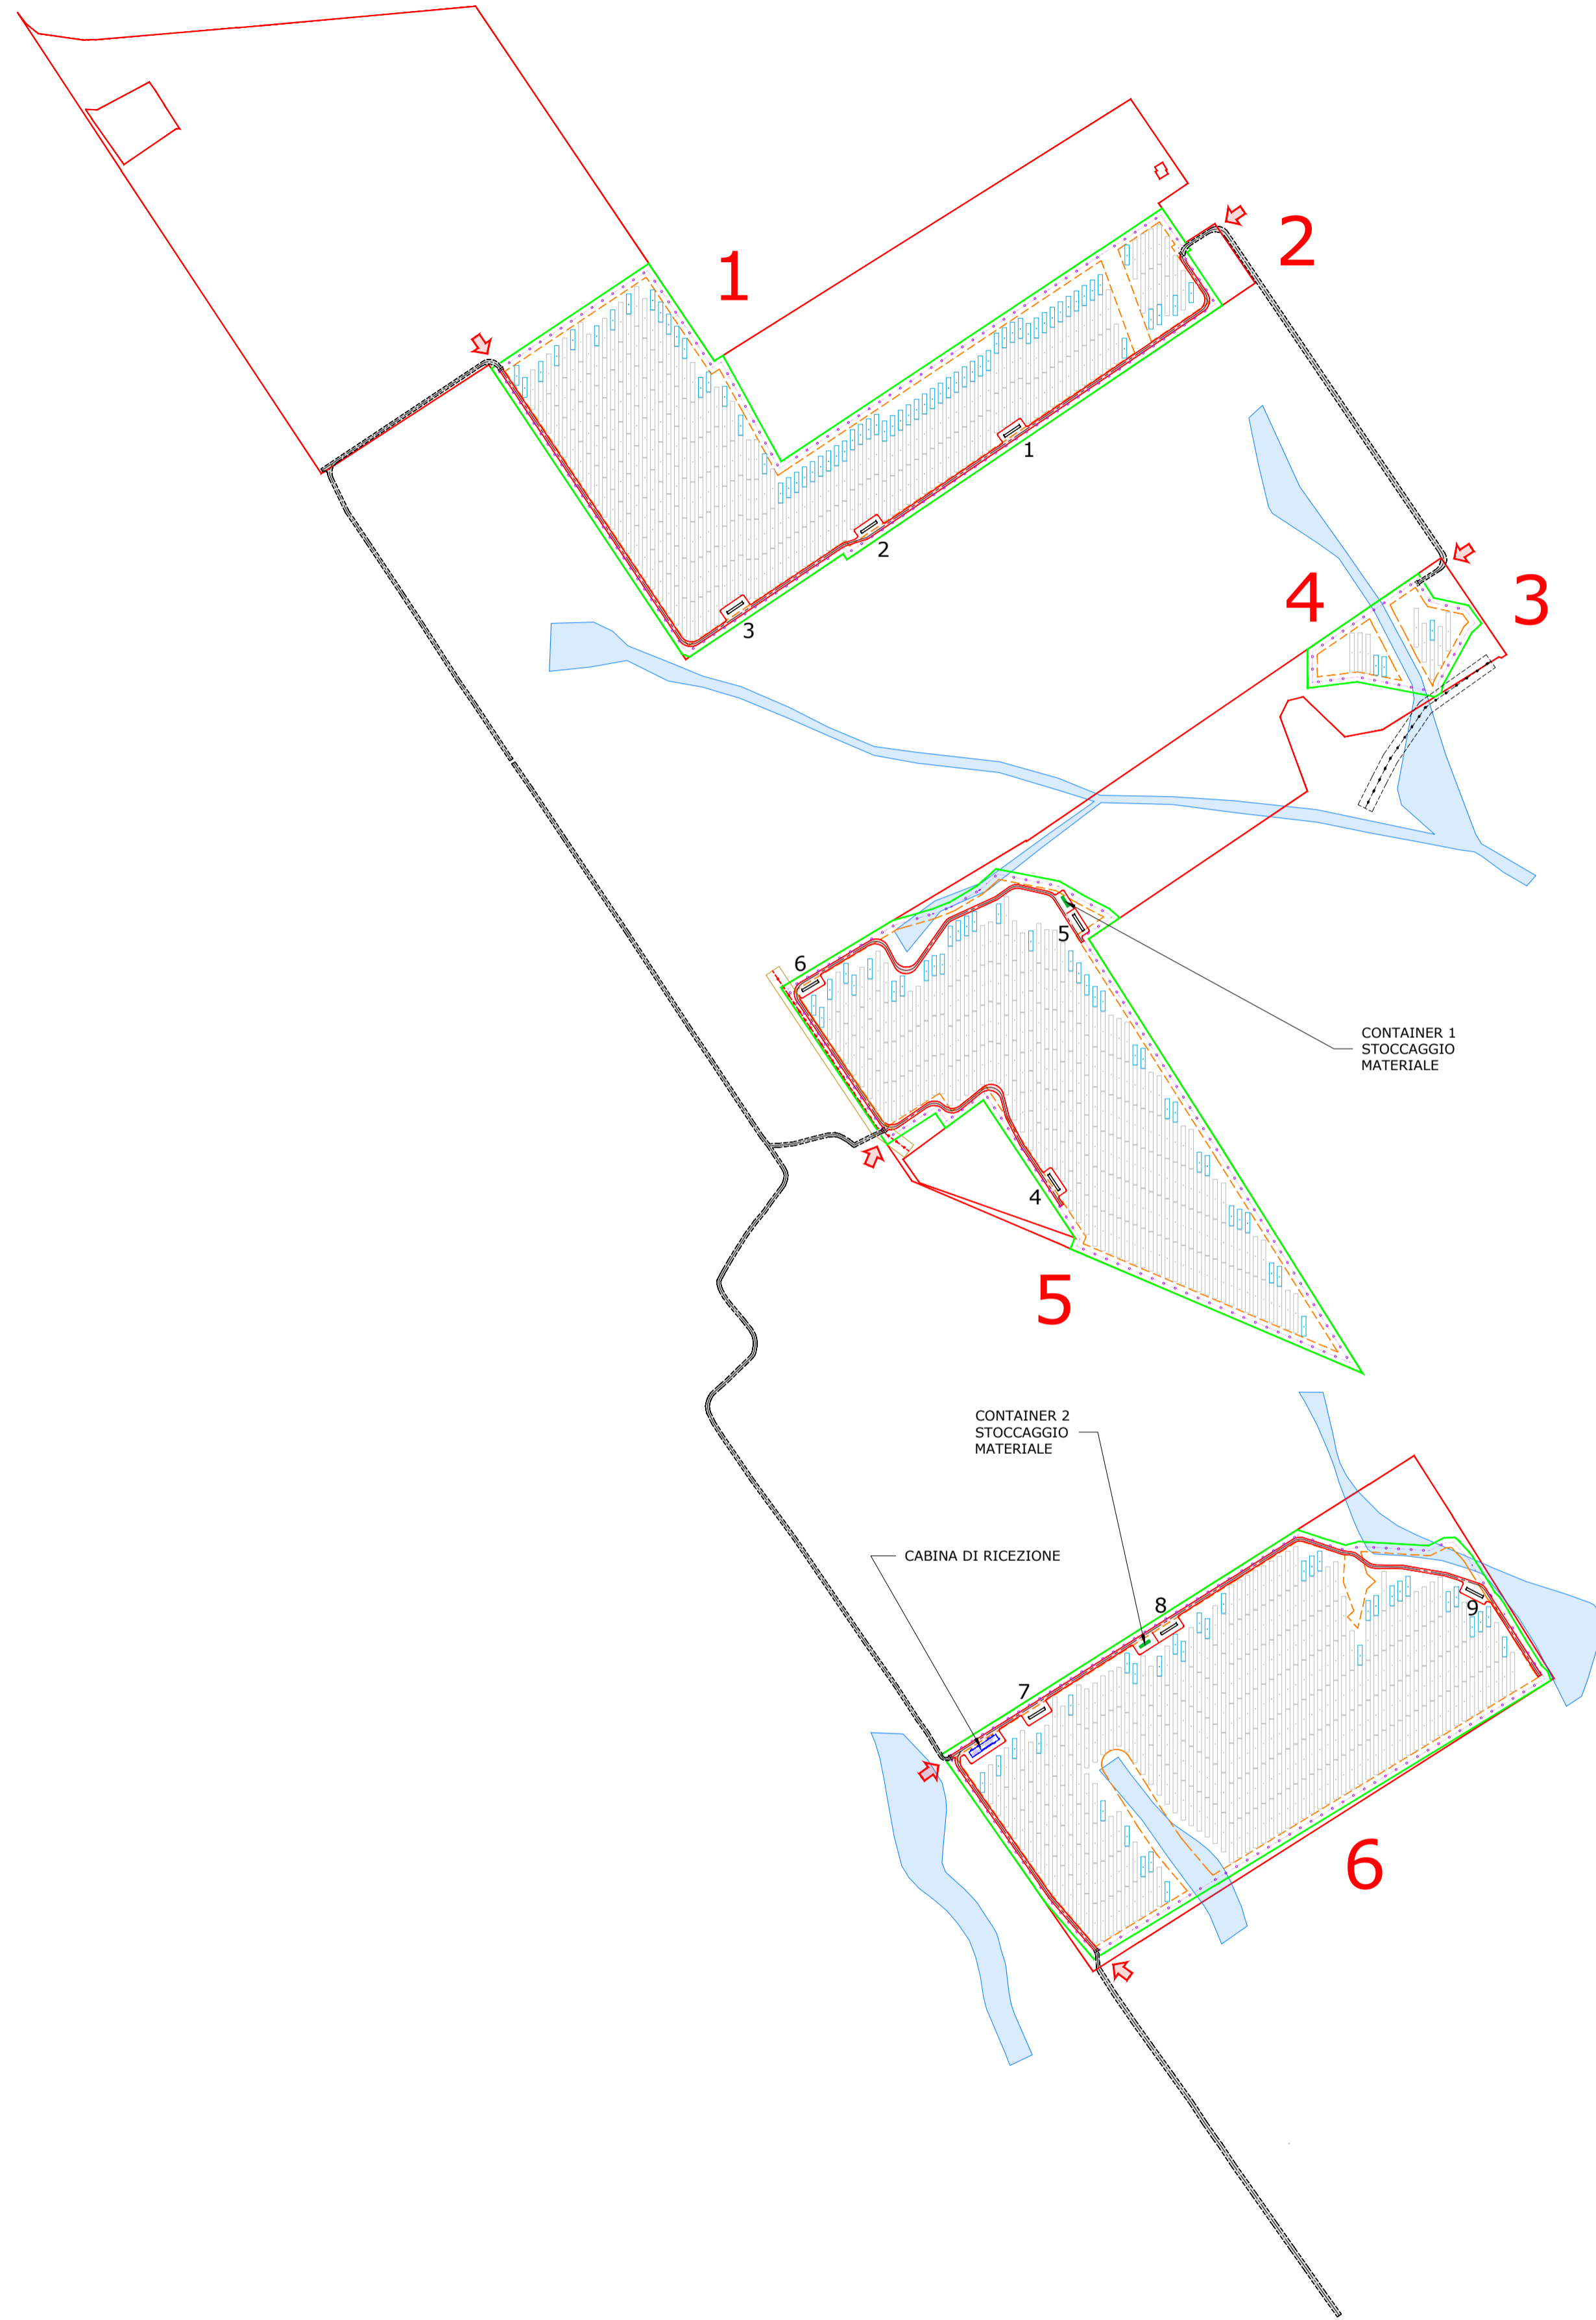 2
1
1
2
3
4
3
5
6
CONTAINER 1
STOCCAGGIO
MATERIALE
4
5
CONTAINER 2
STOCCAGGIO
MATERIALE
CABINA DI RICEZIONE
8
9
7
6